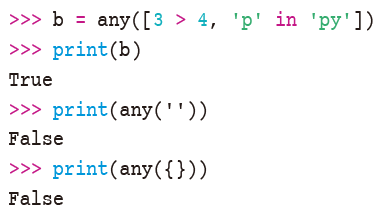 >>> b = any([3 > 4, 'p' in 'py'])
>>> print(b)
True
>>> print(any(''))
False
>>> print(any({}))
False